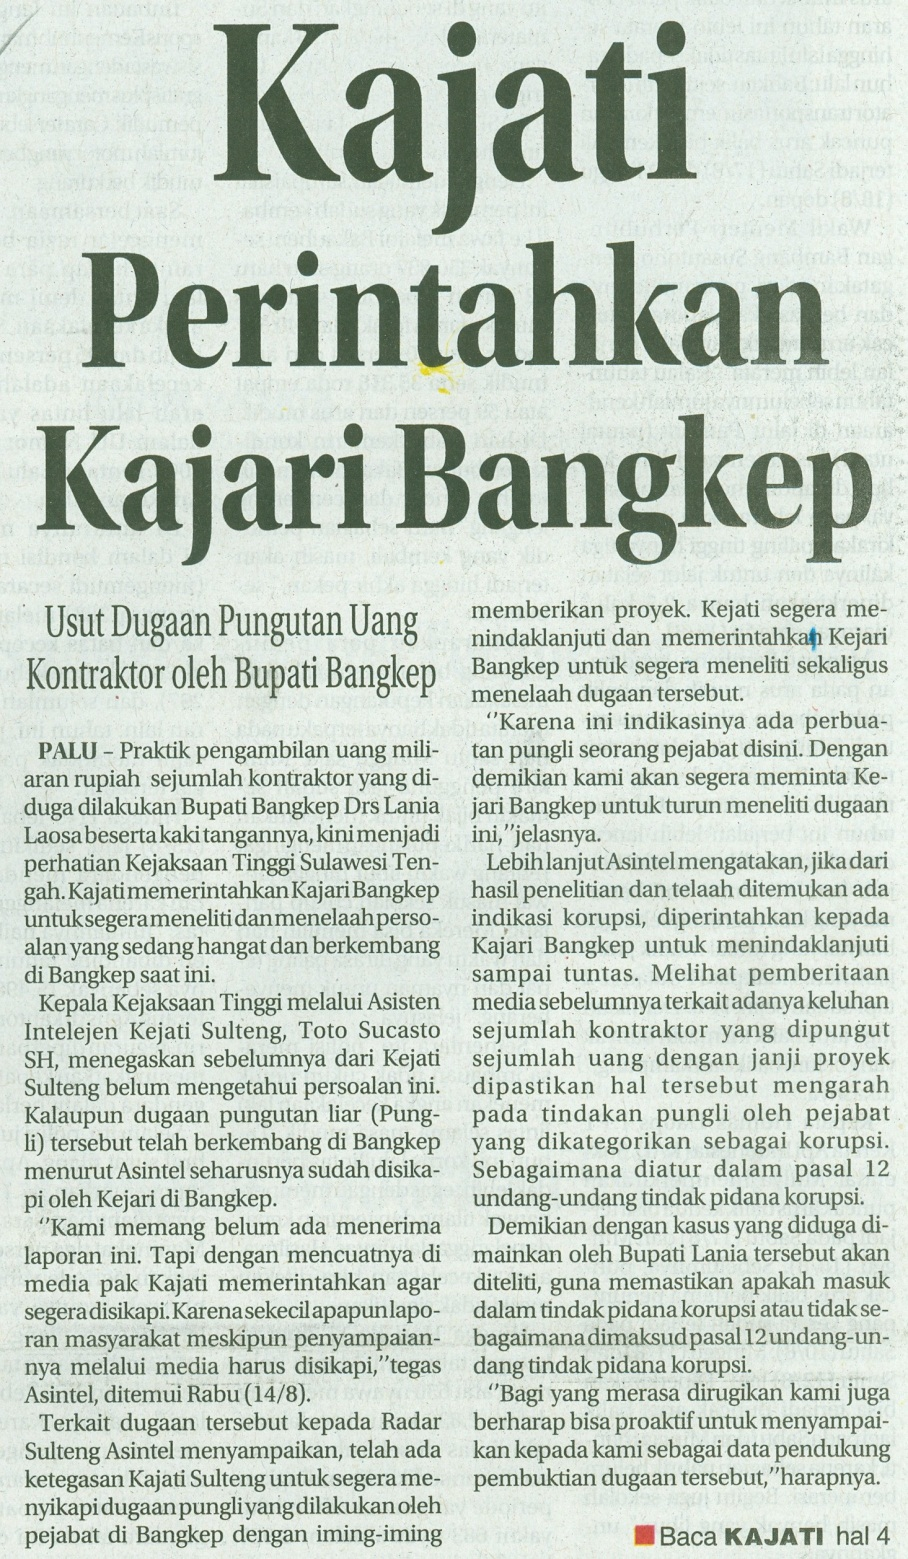 Kajati
Perintahkan
Kajari Bangkep
Usut Dugaan Pungutan Uang
Kontraktor oleh Bupati Bangkep
PALU – Praktik pengambilan uang mili-
aran rupiah sejumlah kontraktor yang di-
duga dilakukan Bupati Bangkep Drs Lania
Laosa beserta kaki tangannya, kini menjadi
perhatian Kejaksaan Tinggi Sulawesi Ten-
gah. Kajati memerintahkan Kajari Bangkep
untuk segera meneliti dan menelaah perso-
alan yang sedang hangat dan berkembang
di Bangkep saat ini.
Kepala Kejaksaan Tinggi melalui Asisten
Intelejen Kejati Sulteng, Toto Sucasto
SH, menegaskan sebelumnya dari Kejati
Sulteng belum mengetahui persoalan ini.
Kalaupun dugaan pungutan liar (Pung-
li) tersebut telah berkembang di Bangkep
menurut Asintel seharusnya sudah disika-
pi oleh Kejari di Bangkep.
''Kami memang belum ada menerima
laporan ini. Tapi dengan mencuatnya di
media pak Kajati memerintahkan agar
segera disikapi. Karena sekecil apapun lapo-
ran masyarakat meskipun penyampaian-
nya melalui media harus disikapi,''tegas
Asintel, ditemui Rabu (14/8).
Terkait dugaan tersebut kepada Radar
Sulteng Asintel menyampaikan, telah ada
ketegasan Kajati Sulteng untuk segera me-
nyikapi dugaan pungli yang dilakukan oleh
pejabat di Bangkep dengan iming-iming
memberikan proyek. Kejati segera me-
nindaklanjuti dan memerintahkan Kejari
Bangkep untuk segera meneliti sekaligus
menelaah dugaan tersebut.
''Karena ini indikasinya ada perbua-
tan pungli seorang pejabat disini. Dengan
demikian kami akan segera meminta Ke-
jari Bangkep untuk turun meneliti dugaan
ini,''jelasnya.
Lebih lanjut Asintel mengatakan, jika dari
hasil penelitian dan telaah ditemukan ada
indikasi korupsi, diperintahkan kepada
Kajari Bangkep untuk menindaklanjuti
sampai tuntas. Melihat pemberitaan
media sebelumnya terkait adanya keluhan
sejumlah kontraktor yang dipungut
sejumlah uang dengan janji proyek
dipastikan hal tersebut mengarah
pada tindakan pungli oleh pejabat
yang dikategorikan sebagai korupsi.
Sebagaimana diatur dalam pasal 12
undang-undang tindak pidana korupsi.
Demikian dengan kasus yang diduga di-
mainkan oleh Bupati Lania tersebut akan
diteliti, guna memastikan apakah masuk
dalam tindak pidana korupsi atau tidak se-
bagaimana dimaksud pasal 12 undang-un-
dang tindak pidana korupsi.
''Bagi yang merasa dirugikan kami juga
berharap bisa proaktif untuk menyampai-
kan kepada kami sebagai data pendukung
pembuktian dugaan tersebut,''harapnya.
Baca KAJATI hal 4